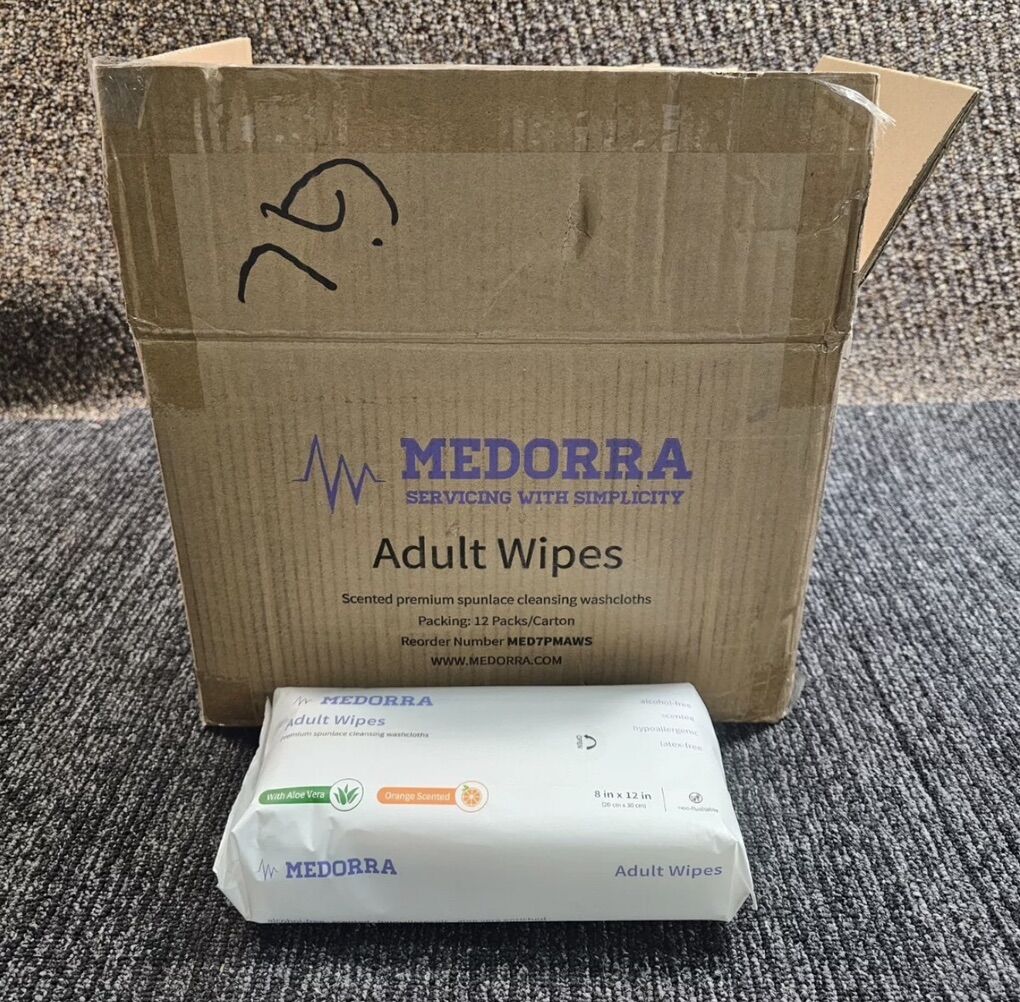 MEDORRA
SERVICING WITH SIMPLICITY
Adult Wipes
Scented premium spunlace cleansing washcloths
Packing: 12 Packs/Carton
Reorder Number MED7PMAWS
WWW.MEDORRA.COM
MEDORRA
Adult Wipes
premium spunlace cleansing washcloths
alcohol-free
scented
hypoallergenic
latex-free
OPEN
With Aloe Vera
Orange Scented
8 in x 12 in
(20 cm x 30 cm)
non-flushable
MEDORRA
Adult Wipes